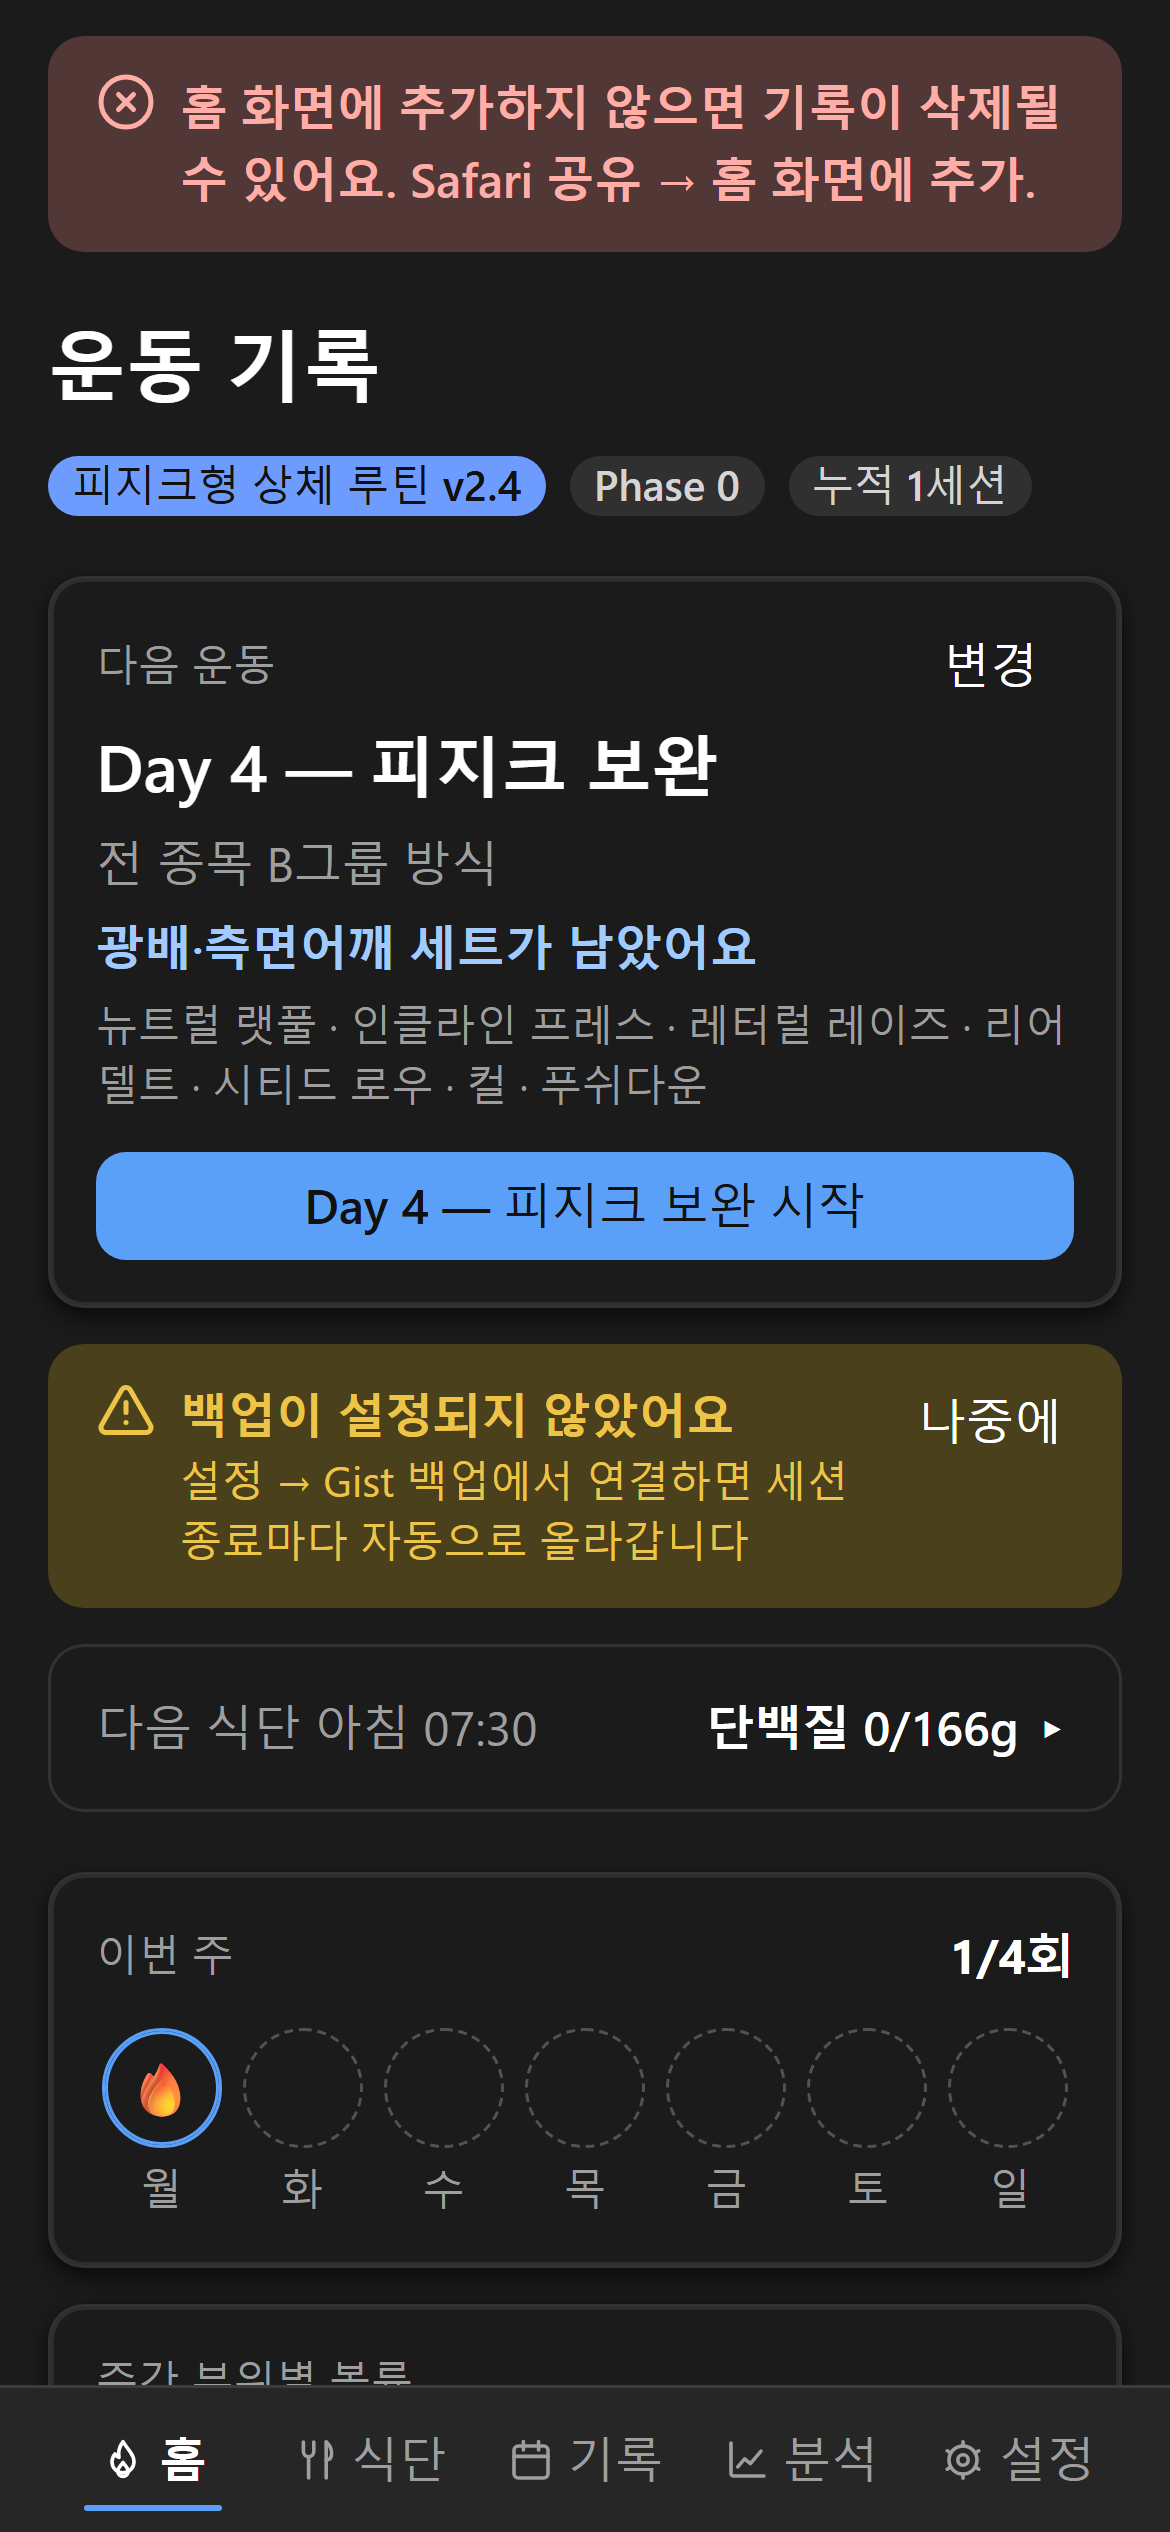 홈 화면에 추가하지 않으면 기록이 삭제될
수 있어요. Safari 공유 → 홈 화면에 추가.
운동 기록
피지크형 상체 루틴 v2.4
Phase 0
누적 1세션
다음 운동
변경
Day 4 — 피지크 보완
전 종목 B그룹 방식
광배·측면어깨 세트가 남았어요
뉴트럴 랫풀 · 인클라인 프레스 · 레터럴 레이즈 · 리어
델트 · 시티드 로우 · 컬 · 푸쉬다운
Day 4 — 피지크 보완 시작
백업이 설정되지 않았어요
나중에
설정 → Gist 백업에서 연결하면 세션
종료마다 자동으로 올라갑니다
다음 식단 아침 07:30
단백질 0/166g ▸
이번 주
1/4회
월 화 수 목 금 토 일
주간 부위별 볼륨
홈 식단 기록 분석 설정